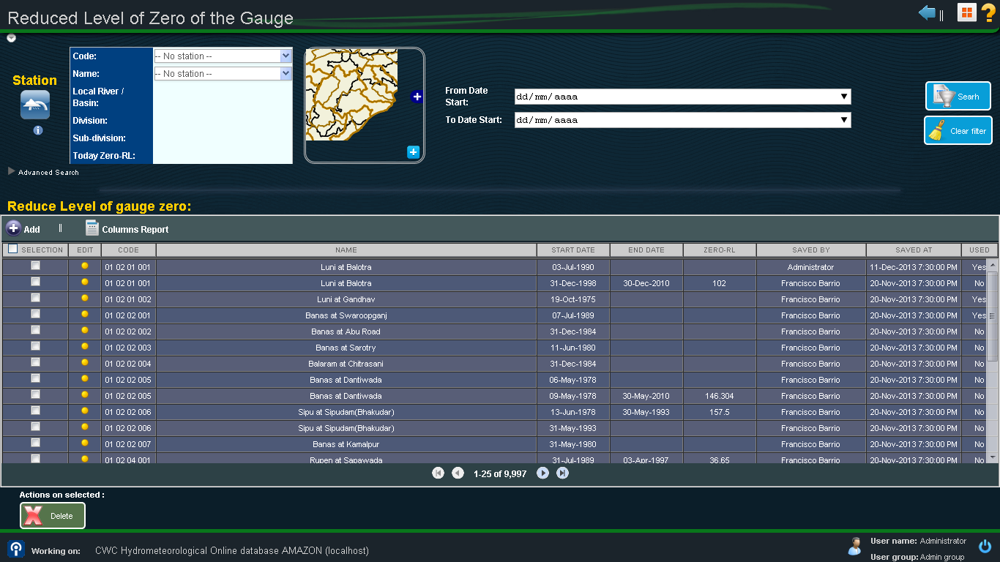 Reduced Level of Zero of the Gauge
Station
Code: -- No station --
Name: -- No station --
Local River /
Basin:
Division:
Sub-division:
Today Zero-RL:
From Date
Start: dd/mm/aaaa
To Date Start: dd/mm/aaaa
Searh
Clear filter
Advanced Search
Reduce Level of gauge zero:
Add Columns Report
SELECTION EDIT CODE NAME START DATE END DATE ZERO-RL SAVED BY SAVED AT USED
01 02 01 001 Luni at Balotra 03-Jul-1990 Administrator 11-Dec-2013 7:30:00 PM Yes
01 02 01 001 Luni at Balotra 31-Dec-1998 30-Dec-2010 102 Francisco Barrio 20-Nov-2013 7:30:00 PM No
01 02 01 002 Luni at Gandhav 19-Oct-1975 Francisco Barrio 20-Nov-2013 7:30:00 PM Yes
01 02 02 001 Banas at Swaroopganj 07-Jul-1989 Francisco Barrio 20-Nov-2013 7:30:00 PM Yes
01 02 02 002 Banas at Abu Road 31-Dec-1984 Francisco Barrio 20-Nov-2013 7:30:00 PM No
01 02 02 003 Banas at Sarotry 11-Jun-1980 Francisco Barrio 20-Nov-2013 7:30:00 PM No
01 02 02 004 Balaram at Chitrasani 31-Dec-1984 Francisco Barrio 20-Nov-2013 7:30:00 PM No
01 02 02 005 Banas at Dantiwada 06-May-1978 Francisco Barrio 20-Nov-2013 7:30:00 PM No
01 02 02 005 Banas at Dantiwada 09-May-1978 30-May-2010 146.304 Francisco Barrio 20-Nov-2013 7:30:00 PM No
01 02 02 006 Sipu at Sipudam(Bhakudar) 13-Jun-1978 30-May-1993 157.5 Francisco Barrio 20-Nov-2013 7:30:00 PM No
01 02 02 006 Sipu at Sipudam(Bhakudar) 31-May-1993 Francisco Barrio 20-Nov-2013 7:30:00 PM No
01 02 02 007 Banas at Kamalpur 31-May-1980 Francisco Barrio 20-Nov-2013 7:30:00 PM No
01 02 04 001 Rupen at Sapawada 31-Jul-1989 03-Apr-1997 36.65 Francisco Barrio 20-Nov-2013 7:30:00 PM No
1-25 of 9,997
Actions on selected :
Delete
Working on: CWC Hydrometeorological Online database AMAZON (localhost)
User name: Administrator
User group: Admin group